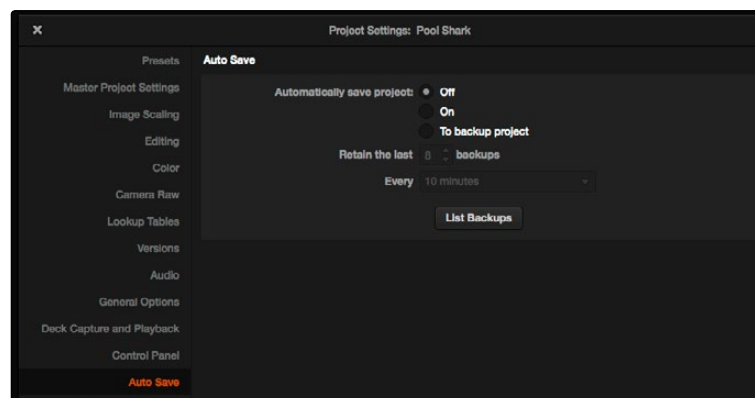 Project Settings: Pool Shark
Presets
Master Project Settings
Image Scaling
Editing
Color
Camera Raw
Lookup Tables
Versions
Audio
General Options
Deck Capture and Playback
Control Panel
Auto Save
Auto Save
Automatically save project: Off
On
To backup project
Retain the last 8 backups
Every 10 minutes
List Backups